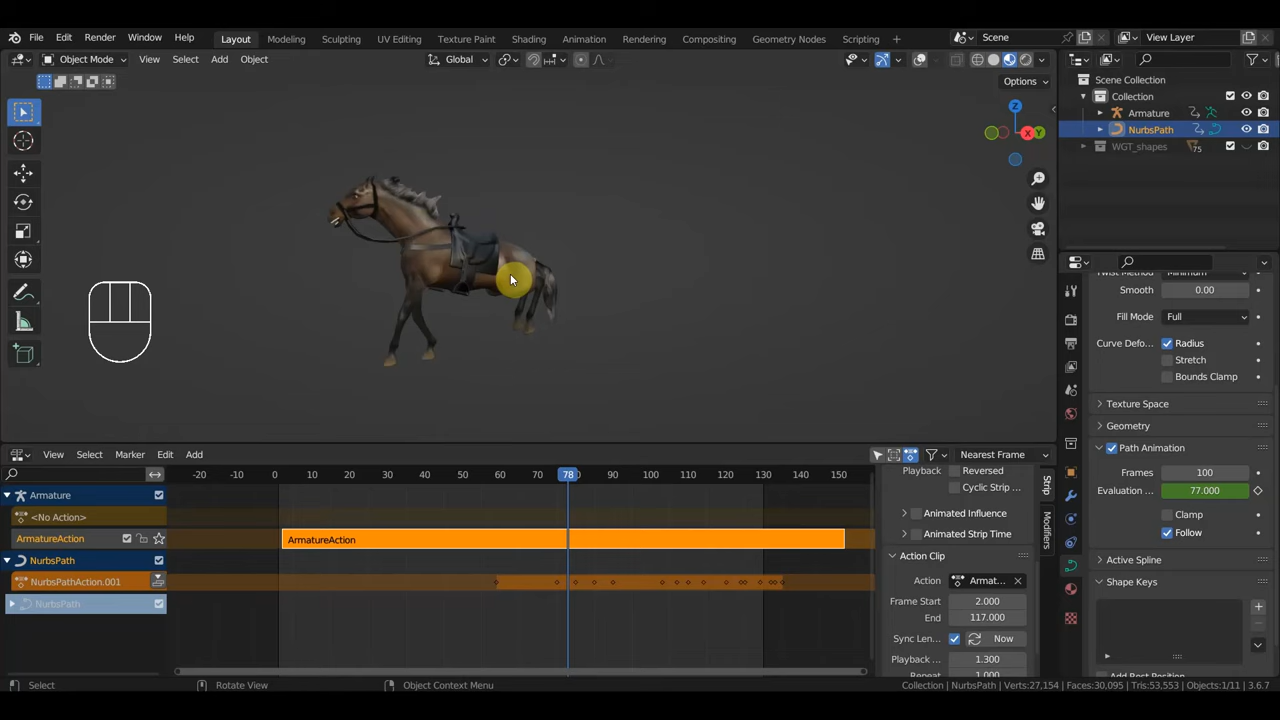 File Edit Render Window Help Layout Modeling Sculpting UV Editing Texture Paint Shading Animation Rendering Compositing Geometry Nodes Scripting + Scene View Layer
Object Mode View Select Add Object Global
Options
Z
X
Y
Scene Collection
Collection
Armature
NurbsPath
WGT_shapes 75
Smooth 0.00
Fill Mode Full
Curve Defo... Radius
Stretch
Bounds Clamp
Texture Space
Geometry
Path Animation
Frames 100
Evaluation ... 77.000
Clamp
Follow
Active Spline
Shape Keys
View Select Marker Edit Add Nearest Frame
-20 -10 0 10 20 30 40 50 60 70 78 90 100 110 120 130 140 150
Armature
<No Action>
ArmatureAction
ArmatureAction
NurbsPath
NurbsPathAction.001
NurbsPath
Playback Reversed
Cyclic Strip ...
Animated Influence
Animated Strip Time
Action Clip
Action Armat...
Frame Start 2.000
End 117.000
Sync Len... Now
Playback ... 1.300
Strip
Modifiers
Select Rotate View Object Context Menu Collection | NurbsPath | Verts:27,154 | Faces:30,095 | Tris:53,553 | Objects:1/11 | 3.6.7